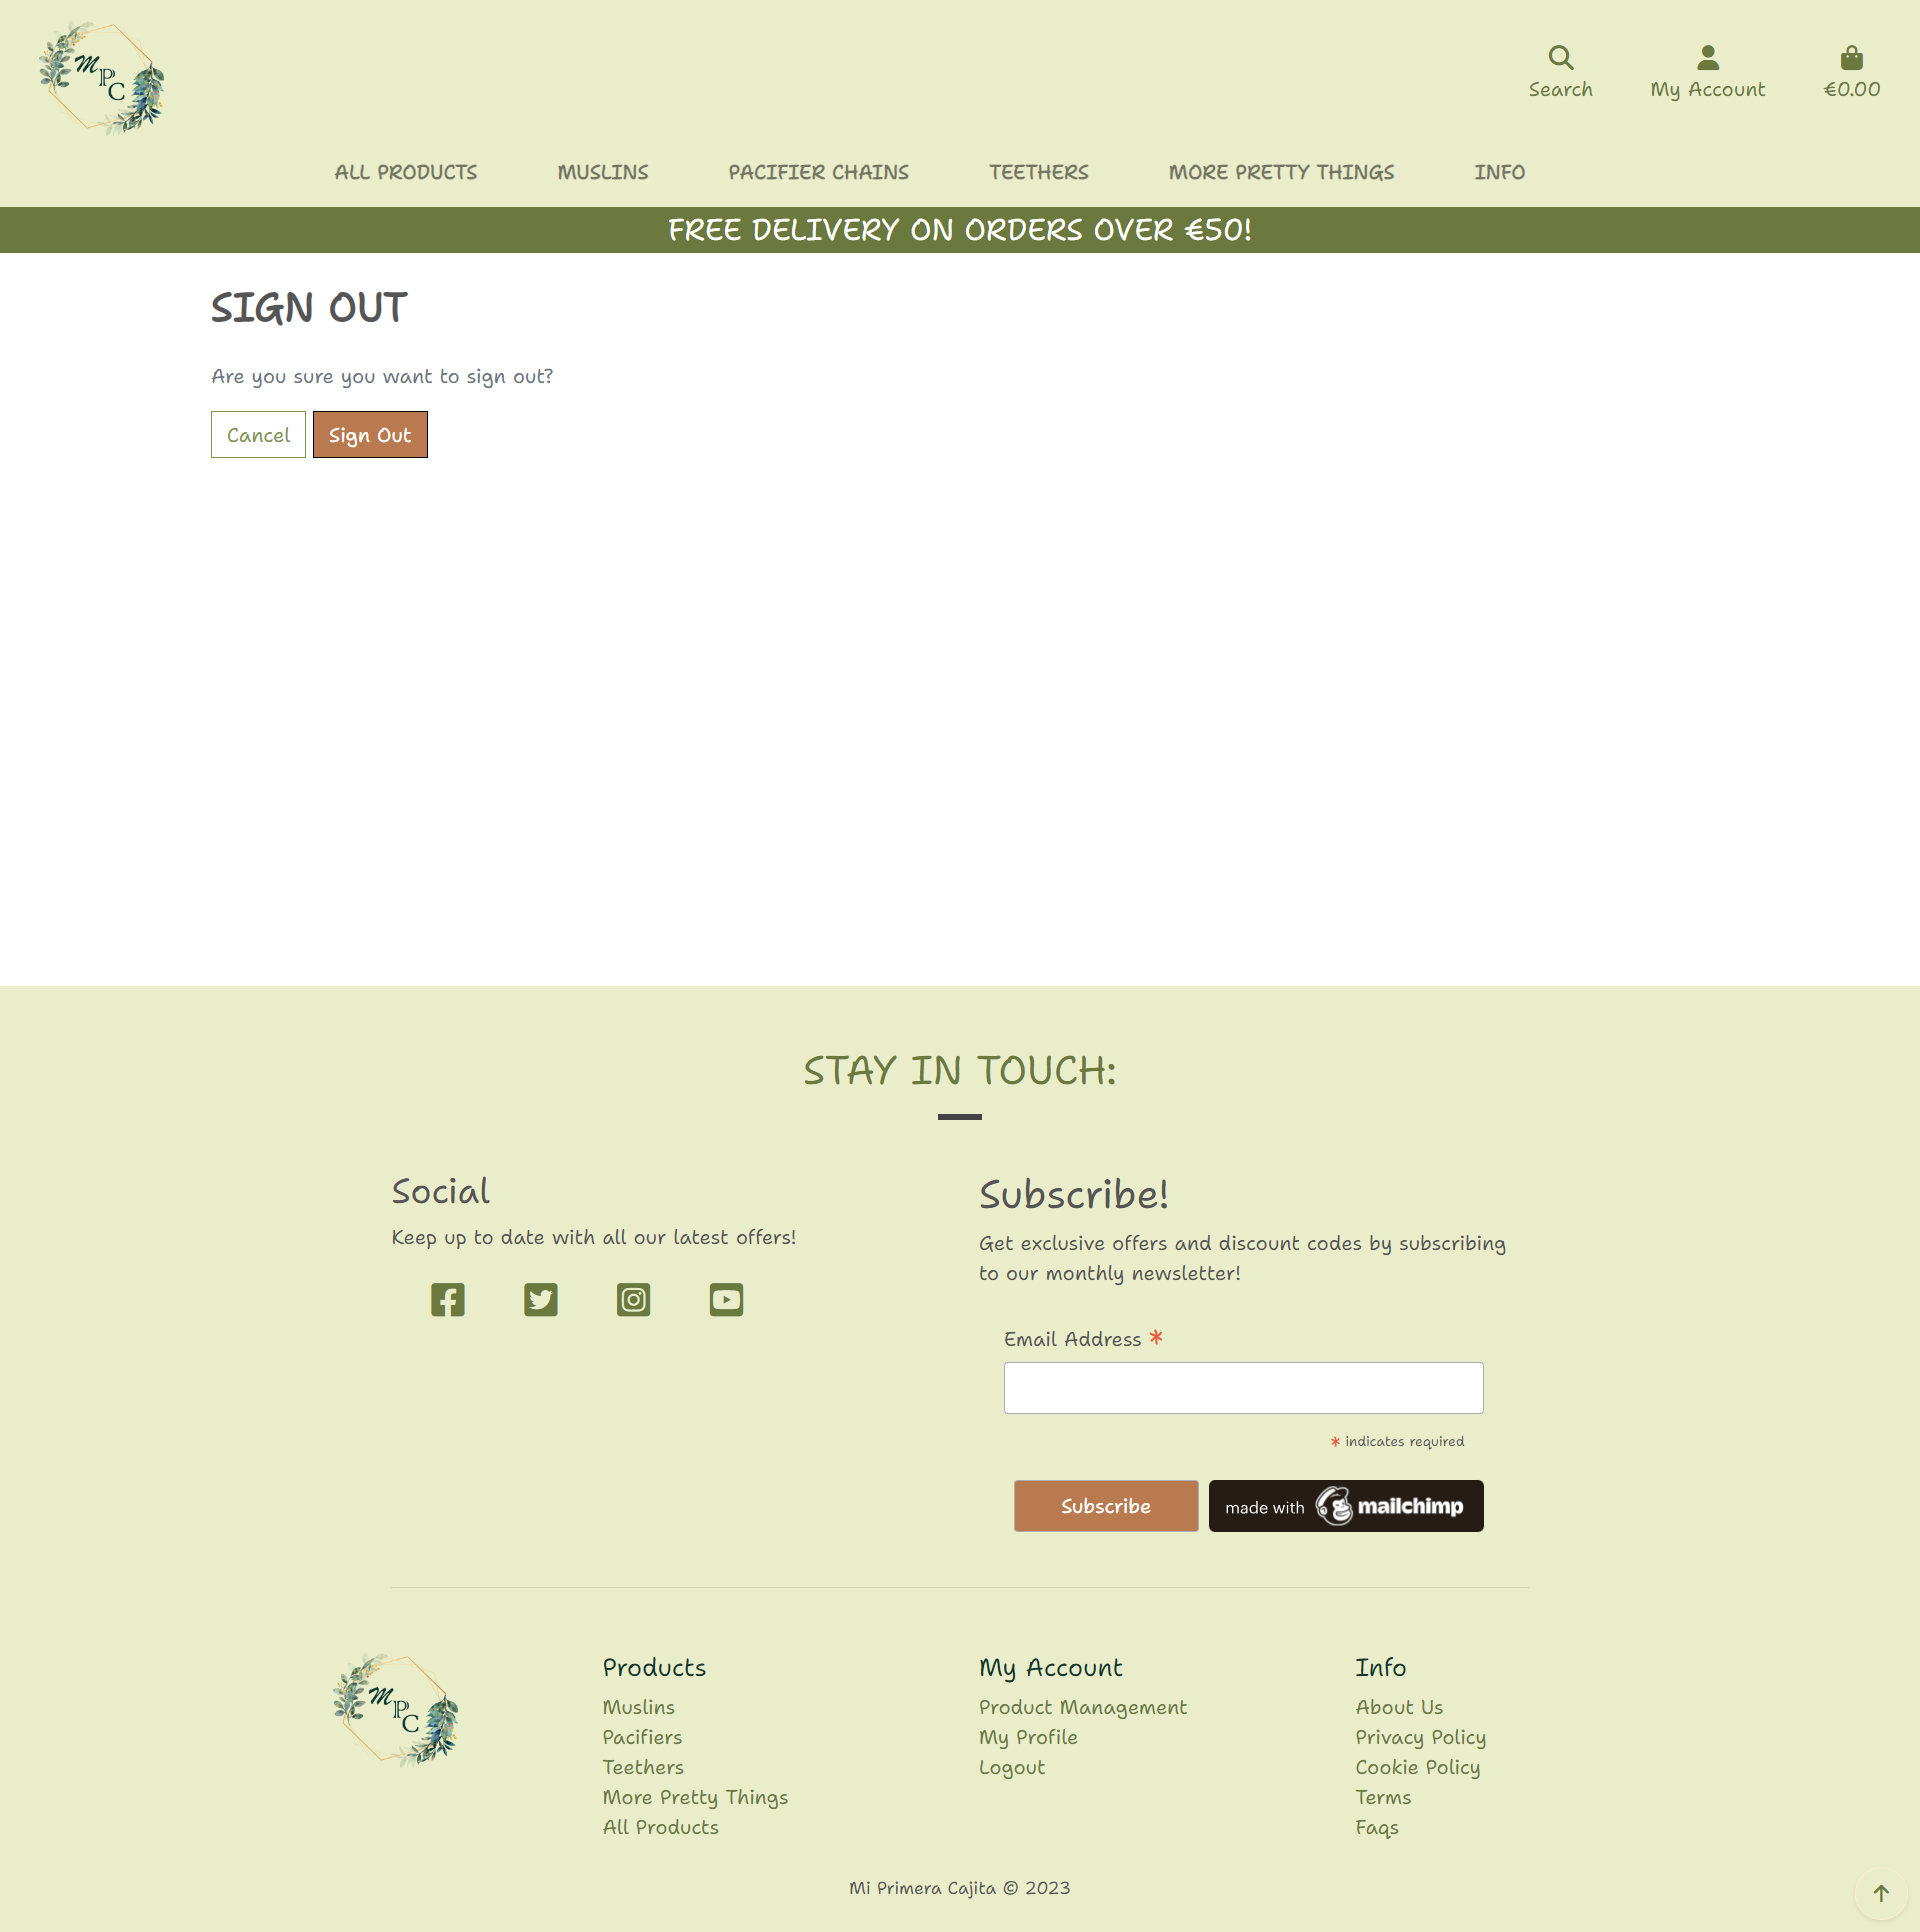 M
P
C
Search
My Account
€0.00
ALL PRODUCTS
MUSLINS
PACIFIER CHAINS
TEETHERS
MORE PRETTY THINGS
INFO
FREE DELIVERY ON ORDERS OVER €50!
SIGN OUT
Are you sure you want to sign out?
Cancel
Sign Out
STAY IN TOUCH:
Social
Keep up to date with all our latest offers!
Subscribe!
Get exclusive offers and discount codes by subscribing
to our monthly newsletter!
Email Address *
* indicates required
Subscribe
made with mailchimp
M
P
C
Products
Muslins
Pacifiers
Teethers
More Pretty Things
All Products
My Account
Product Management
My Profile
Logout
Info
About Us
Privacy Policy
Cookie Policy
Terms
Faqs
Mi Primera Cajita © 2023